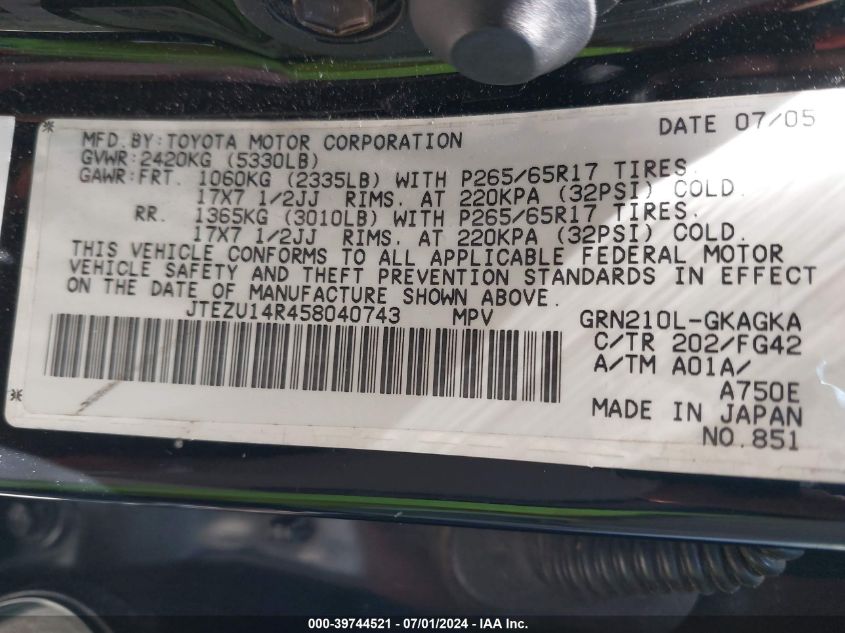 DATE 07/05
MFD. BY: TOYOTA MOTOR CORPORATION
GVWR: 2420KG (5330LB)
GAWR: FRT. 1060KG (2335LB) WITH P265/65R17 TIRES.
17X7 1/2JJ RIMS. AT 220KPA (32PSI) COLD.
RR. 1365KG (3010LB) WITH P265/65R17 TIRES.
17X7 1/2JJ RIMS. AT 220KPA (32PSI) COLD.
THIS VEHICLE CONFORMS TO ALL APPLICABLE FEDERAL MOTOR
VEHICLE SAFETY AND THEFT PREVENTION STANDARDS IN EFFECT
ON THE DATE OF MANUFACTURE SHOWN ABOVE.
JTEZU14R458040743 MPV
GRN210L-GKAGKA
C/TR 202/FG42
A/TM A01A/
A750E
MADE IN JAPAN
NO.851
000-39744521 - 07/01/2024 - IAA Inc.